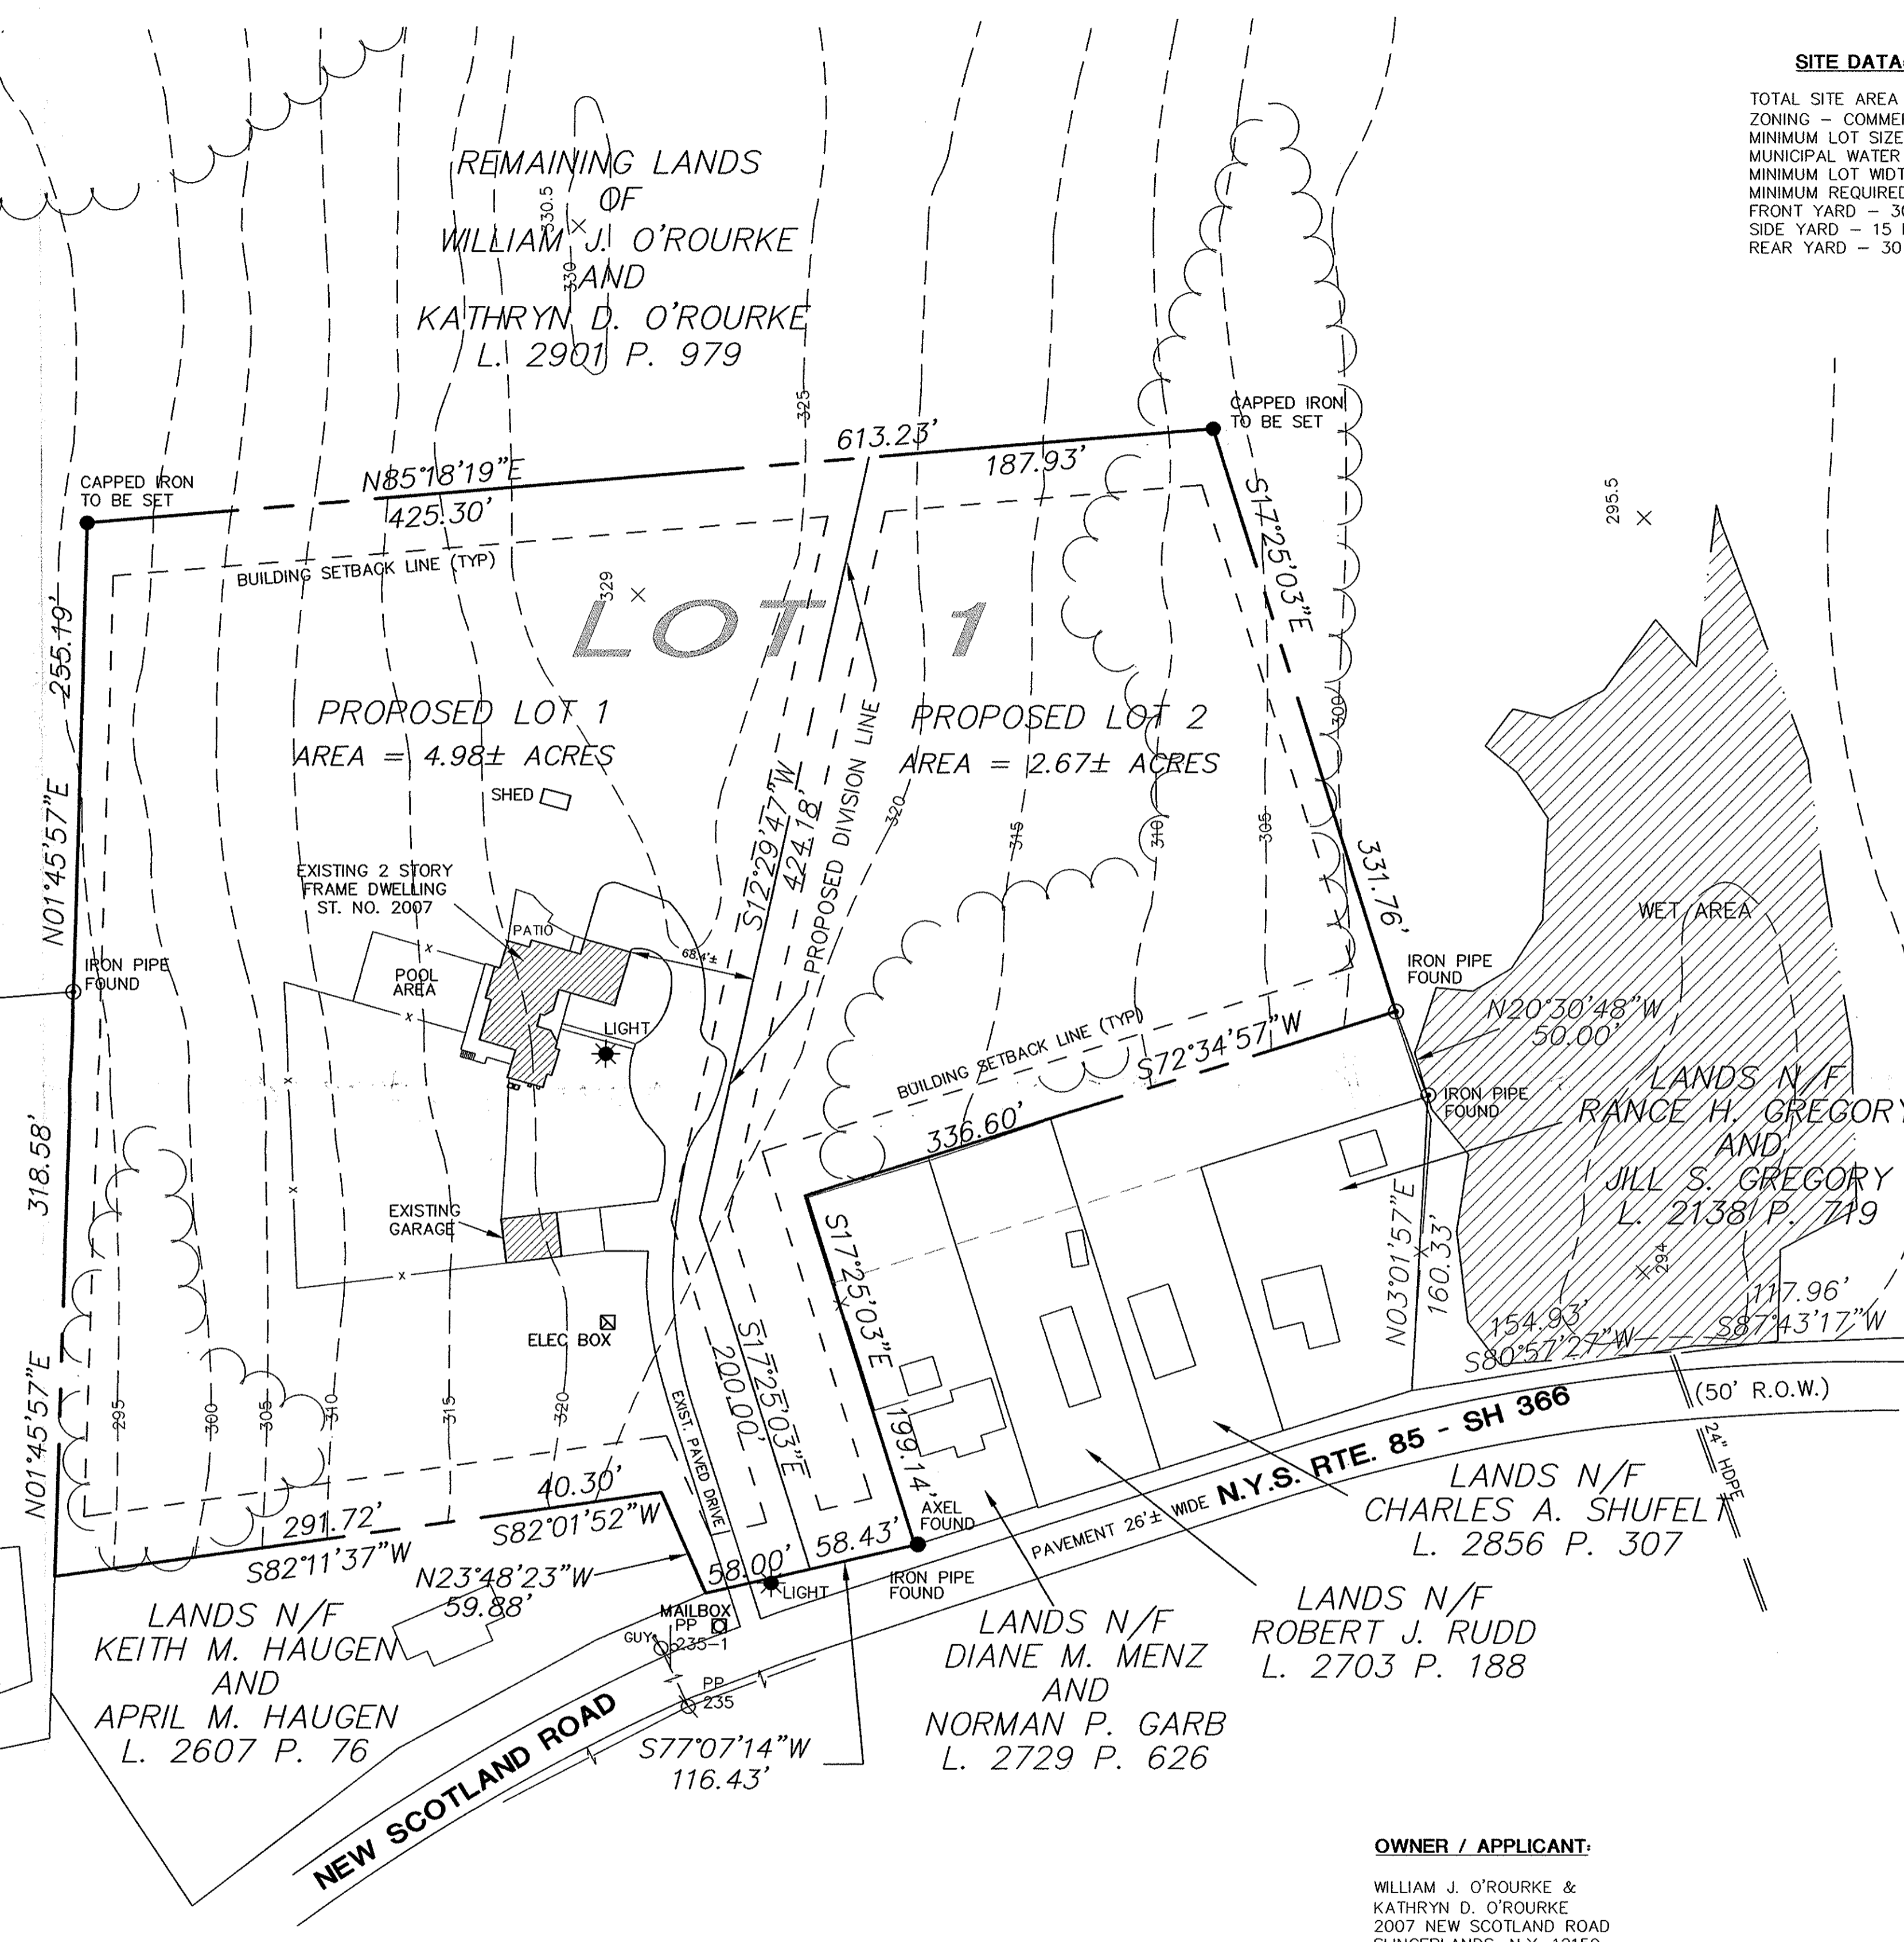 SITE DATA:
TOTAL SITE AREA
ZONING –
MINIMUM LOT SIZE
MUNICIPAL WATER
MINIMUM LOT
MINIMUM
FRONT YARD –
SIDE YARD – 15
REAR YARD – 30
REMAINING LANDS
OF
WILLIAM J. O'ROURKE
AND
KATHRYN D. O'ROURKE
L. 2901 P. 979
330.5
330
325
CAPPED IRON
TO BE SET
613.23'
187.93'
CAPPED IRON
TO BE SET
N85°18'19"E
425.30'
BUILDING SETBACK LINE (TYP)
S17°25'03"E
295.5
329
LOT 1
255.19'
PROPOSED LOT 1
AREA = 4.98± ACRES
PROPOSED LOT 2
AREA = 2.67± ACRES
300
SHED
S12°29'47"W
424.18'
PROPOSED DIVISION LINE
320
315
310
305
331.76'
N01°45'57"E
EXISTING 2 STORY
FRAME DWELLING
ST. NO. 2007
PATIO
68.4'±
WET AREA
IRON PIPE
FOUND
POOL
AREA
LIGHT
IRON PIPE
FOUND
N20°30'48"W
50.00'
BUILDING SETBACK LINE (TYP)
S72°34'57"W
336.60'
IRON PIPE
FOUND
LANDS N/F
RANCE H. GREGORY
AND
JILL S. GREGORY
L. 2138 P. 719
318.58'
EXISTING
GARAGE
S17°25'03"E
199.14'
N03°01'57"E
160.33'
294
117.96'
S87°43'17"W
154.93'
S80°57'27"W
ELEC BOX
S17°25'03"E
200.00'
EXIST. PAVED DRIVE
N01°45'57"E
295
300
305
310
315
320
(50' R.O.W.)
24" HDPE
N.Y.S. RTE. 85 - SH 366
PAVEMENT 26'± WIDE
40.30'
S82°01'52"W
291.72'
S82°11'37"W
N23°48'23"W
59.88'
58.00'
58.43'
AXEL
FOUND
IRON PIPE
FOUND
LIGHT
MAILBOX
PP
235-1
GUY
PP
235
LANDS N/F
CHARLES A. SHUFELT
L. 2856 P. 307
LANDS N/F
ROBERT J. RUDD
L. 2703 P. 188
LANDS N/F
DIANE M. MENZ
AND
NORMAN P. GARB
L. 2729 P. 626
LANDS N/F
KEITH M. HAUGEN
AND
APRIL M. HAUGEN
L. 2607 P. 76
S77°07'14"W
116.43'
NEW SCOTLAND ROAD
OWNER / APPLICANT:
WILLIAM J. O'ROURKE &
KATHRYN D. O'ROURKE
2007 NEW SCOTLAND ROAD